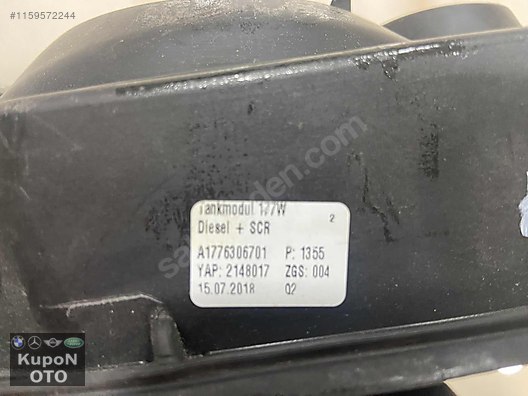 #1159572244
Tankmodul 177W
2
Diesel + SCR
A1776306701 P: 1355
YAP: 2148017 ZGS: 004
15.07.2018 02
sahibinden.com
KupoN
OTO